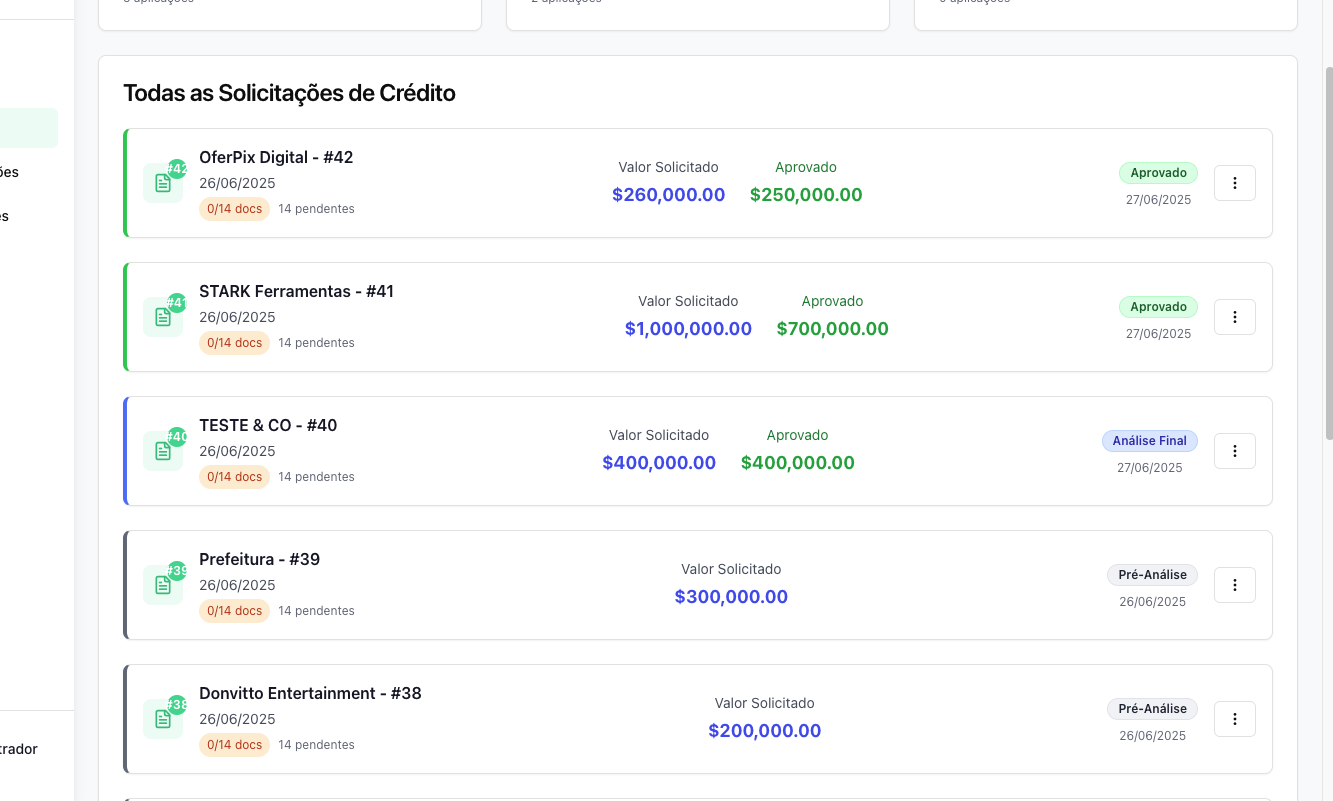 Todas as Solicitações de Crédito
#42
OferPix Digital - #42
26/06/2025
0/14 docs 14 pendentes
Valor Solicitado
$260,000.00
Aprovado
$250,000.00
Aprovado
27/06/2025
#41
STARK Ferramentas - #41
26/06/2025
0/14 docs 14 pendentes
Valor Solicitado
$1,000,000.00
Aprovado
$700,000.00
Aprovado
27/06/2025
#40
TESTE & CO - #40
26/06/2025
0/14 docs 14 pendentes
Valor Solicitado
$400,000.00
Aprovado
$400,000.00
Análise Final
27/06/2025
#39
Prefeitura - #39
26/06/2025
0/14 docs 14 pendentes
Valor Solicitado
$300,000.00
Pré-Análise
26/06/2025
#38
Donvitto Entertainment - #38
26/06/2025
0/14 docs 14 pendentes
Valor Solicitado
$200,000.00
Pré-Análise
26/06/2025